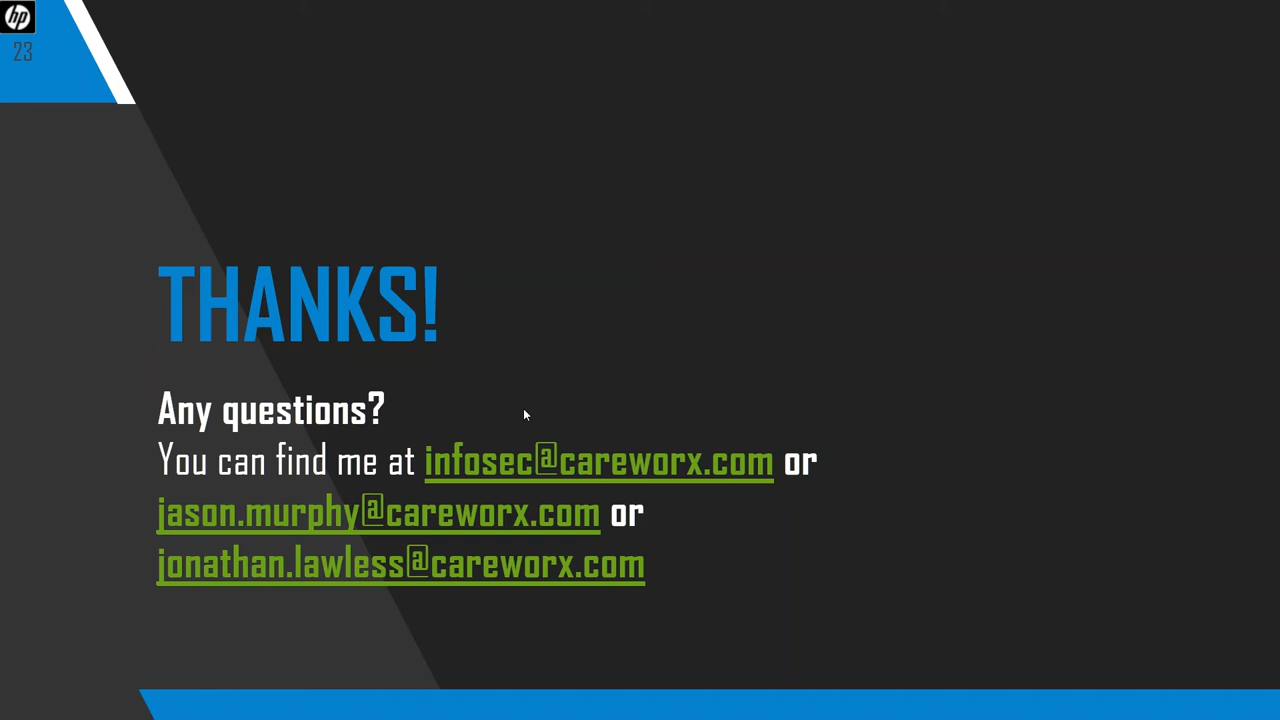 hp
23
THANKS!
Any questions?
You can find me at infosec@careworx.com or
jason.murphy@careworx.com or
jonathan.lawless@careworx.com